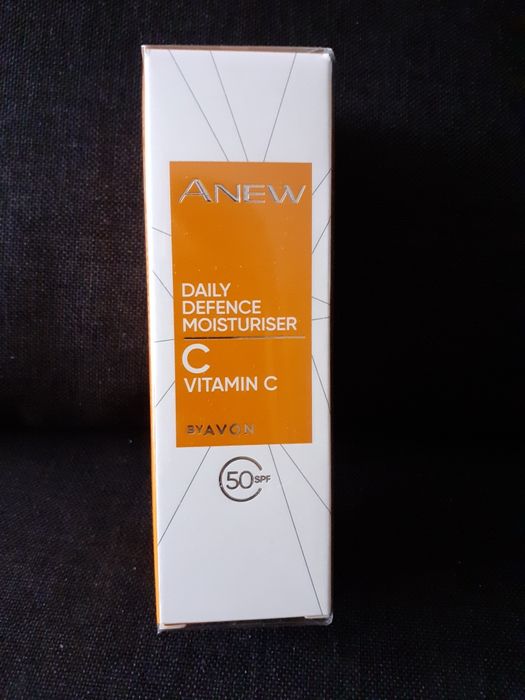 ANEW
DAILY
DEFENCE
MOISTURISER
C
VITAMIN C
BY AVON
50 SPF